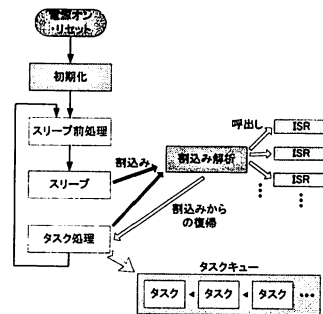 電源オン
・リセット
初期化
スリープ前処理
スリープ
タスク処理
割込み
割込み解析
呼出し
ISR
ISR
ISR
割込みから
の復帰
タスクキュー
タスク
タスク
タスク